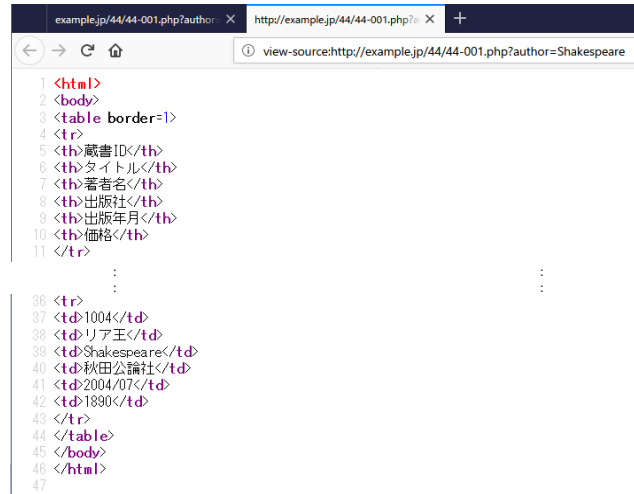 example.jp/44/44-001.php?author=
http://example.jp/44/44-001.php?a
view-source:http://example.jp/44/44-001.php?author=Shakespeare
1 <html>
2 <body>
3 <table border=1>
4 <tr>
5 <th>蔵書ID</th>
6 <th>タイトル</th>
7 <th>著者名</th>
8 <th>出版社</th>
9 <th>出版年月</th>
10 <th>価格</th>
11 </tr>
: :
: :
36 <tr>
37 <td>1004</td>
38 <td>リア王</td>
39 <td>Shakespeare</td>
40 <td>秋田公論社</td>
41 <td>2004/07</td>
42 <td>1890</td>
43 </tr>
44 </table>
45 </body>
46 </html>
47